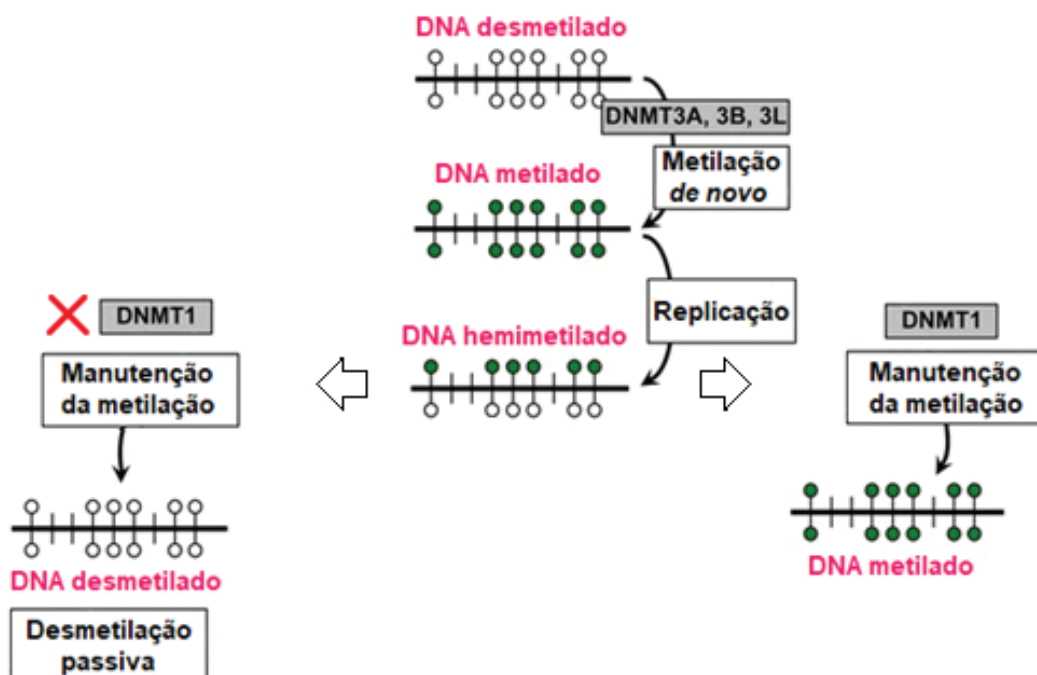 DNA desmetilado
DNMT3A, 3B, 3L
Metilação
de novo
DNA metilado
Replicação
DNA hemimetilado
DNMT1
Manutenção
da metilação
DNA desmetilado
Desmetilação
passiva
DNMT1
Manutenção
da metilação
DNA metilado